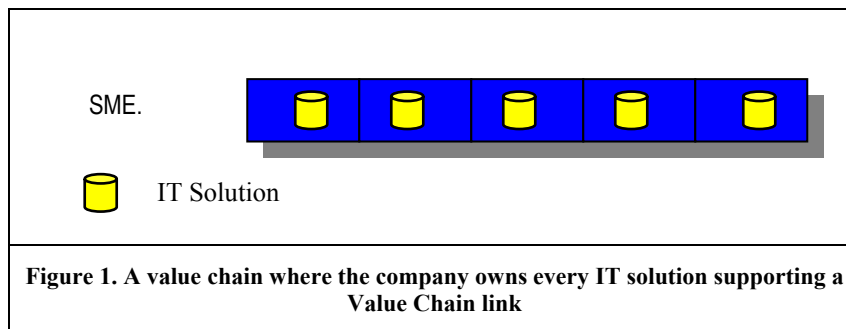 SME.
IT Solution
Figure 1. A value chain where the company owns every IT solution supporting a
Value Chain link